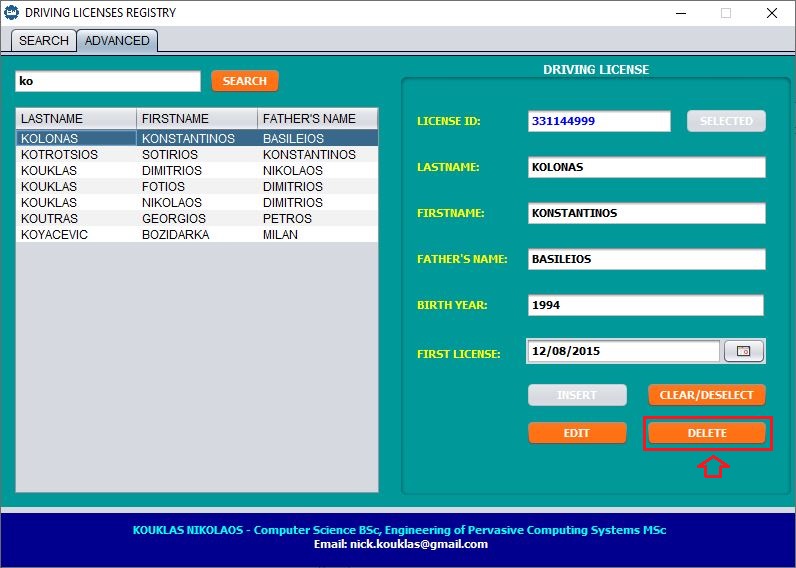 DRIVING LICENSES REGISTRY
SEARCH ADVANCED
ko SEARCH
LASTNAME FIRSTNAME FATHER'S NAME
KOLONAS KONSTANTINOS BASILEIOS
KOTROTSIOS SOTIRIOS KONSTANTINOS
KOUKLAS DIMITRIOS NIKOLAOS
KOUKLAS FOTIOS DIMITRIOS
KOUKLAS NIKOLAOS DIMITRIOS
KOUTRAS GEORGIOS PETROS
KOYACEVIC BOZIDARKA MILAN
DRIVING LICENSE
LICENSE ID: 331144999 SELECTED
LASTNAME: KOLONAS
FIRSTNAME: KONSTANTINOS
FATHER'S NAME: BASILEIOS
BIRTH YEAR: 1994
FIRST LICENSE: 12/08/2015
INSERT CLEAR/DESELECT
EDIT DELETE
KOUKLAS NIKOLAOS - Computer Science BSc, Engineering of Pervasive Computing Systems MSc
Email: nick.kouklas@gmail.com